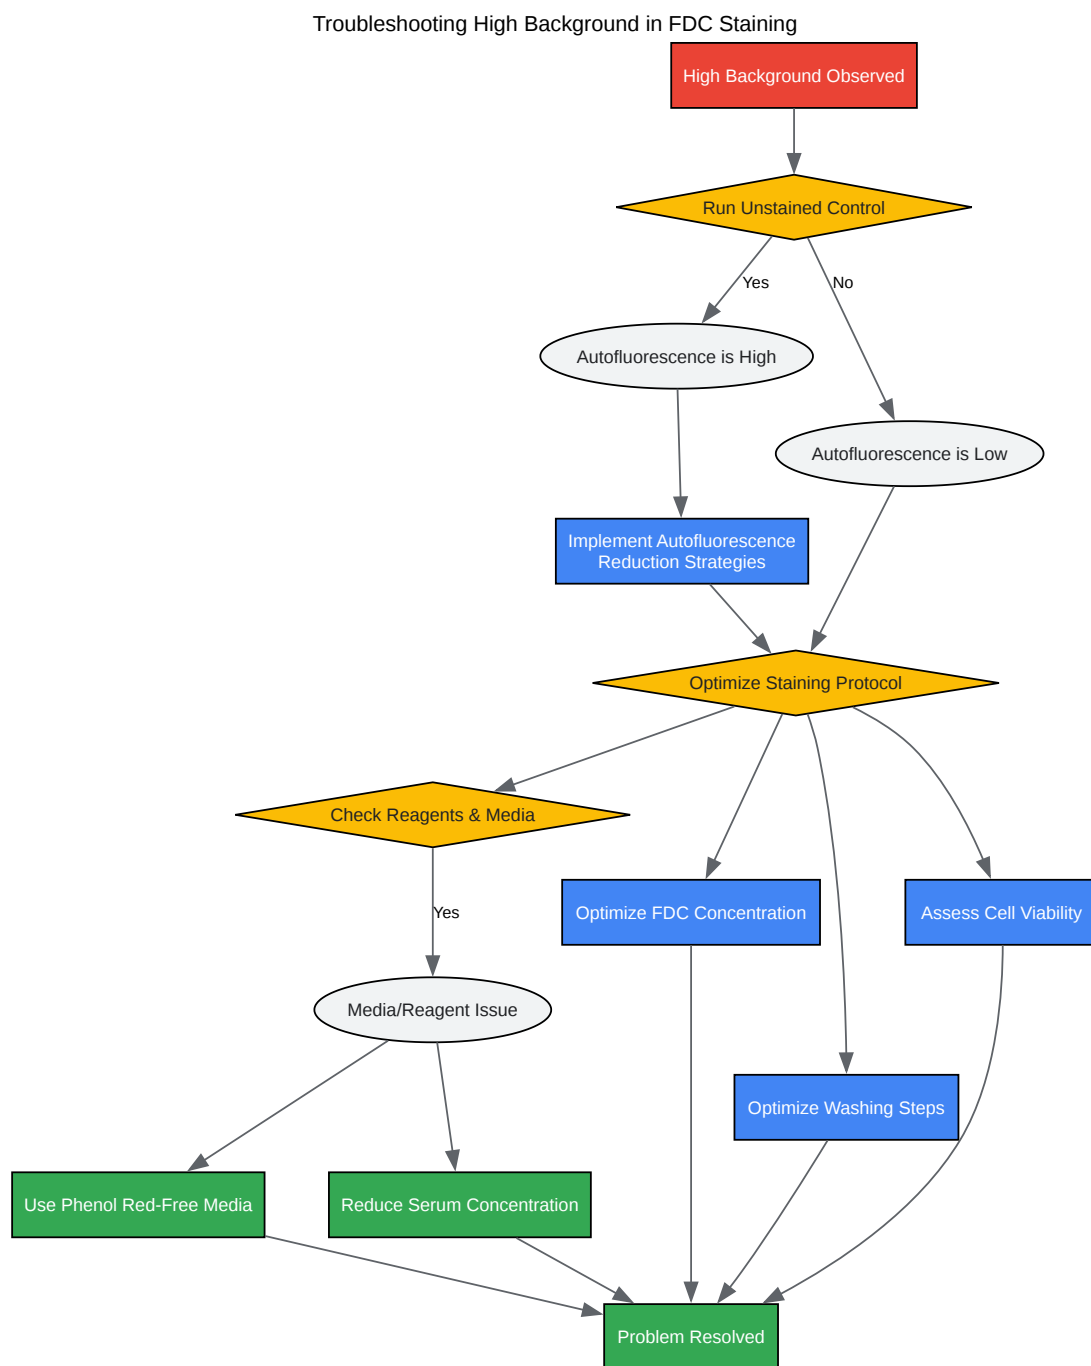 Troubleshooting High Background in FDC Staining
High Background Observed
Run Unstained Control
Yes
No
Autofluorescence is High
Autofluorescence is Low
Implement Autofluorescence
Reduction Strategies
Optimize Staining Protocol
Check Reagents & Media
Optimize FDC Concentration
Assess Cell Viability
Yes
Media/Reagent Issue
Optimize Washing Steps
Use Phenol Red-Free Media
Reduce Serum Concentration
Problem Resolved